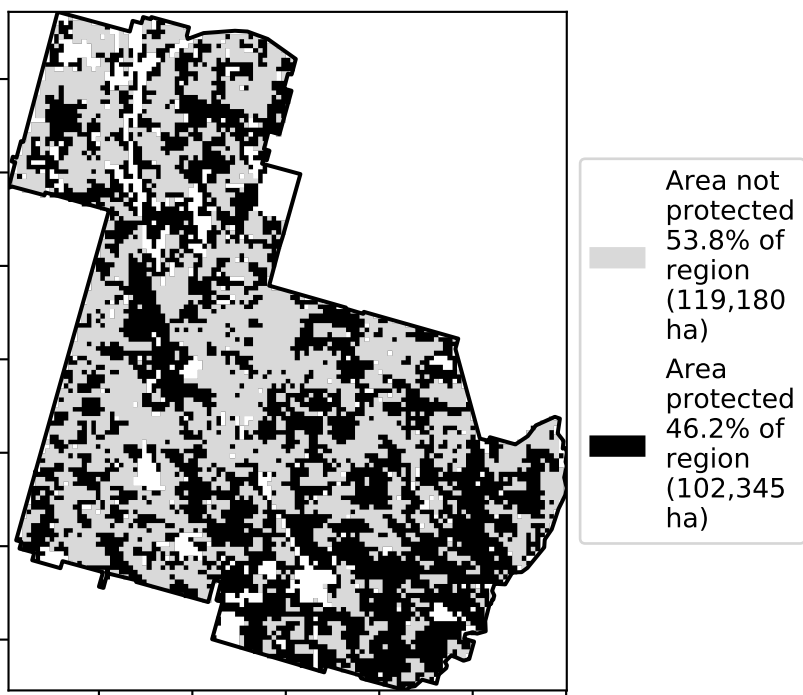 Area not
protected
53.8% of
region
(119,180
ha)
Area
protected
46.2% of
region
(102,345
ha)